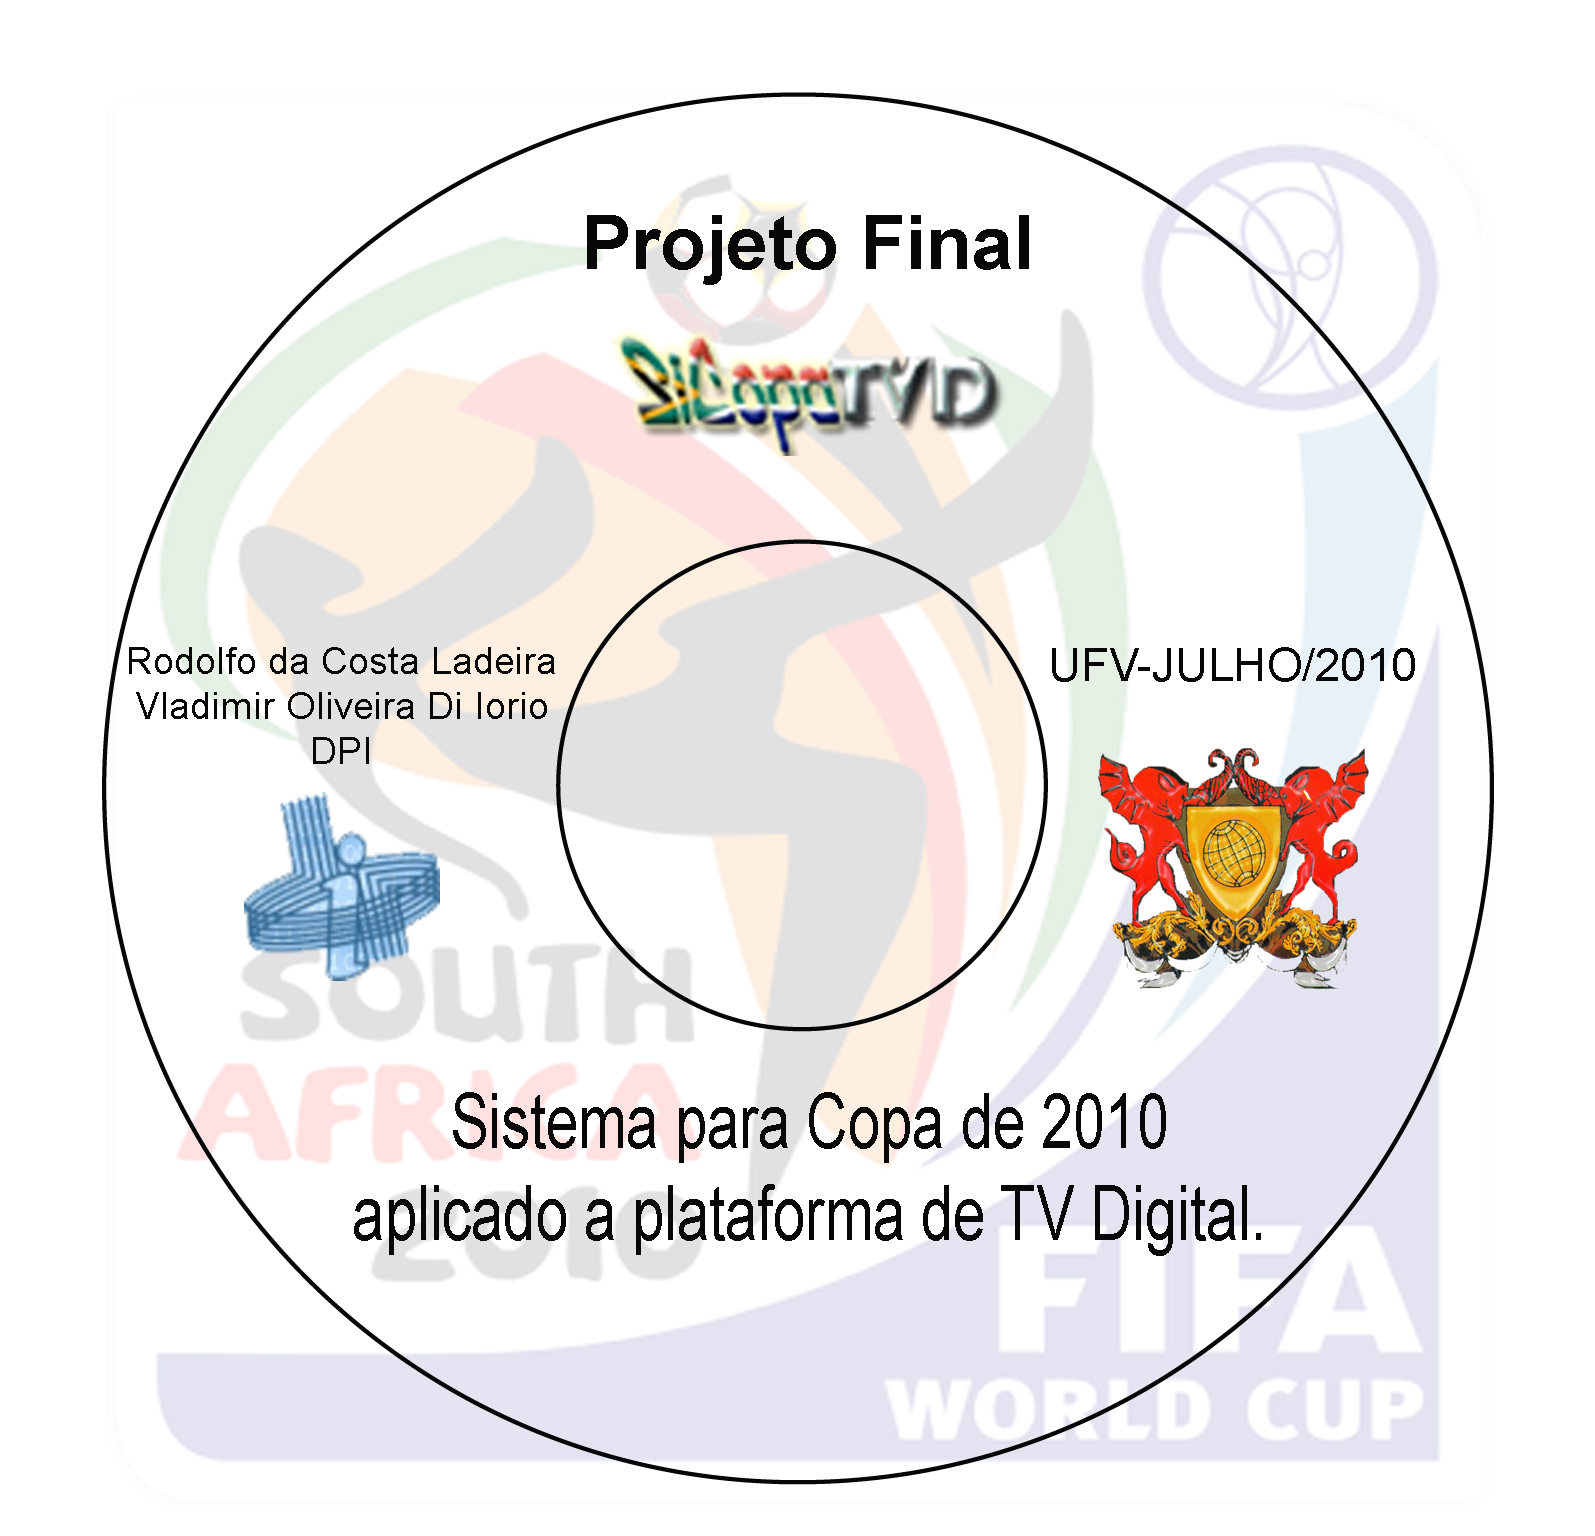 Projeto Final
SiCopaTVD
Rodolfo da Costa Ladeira
Vladimir Oliveira Di Iorio
DPI
UFV-JULHO/2010
SOUTH
AFRICA
2010
Sistema para Copa de 2010
aplicado a plataforma de TV Digital.
FIFA
WORLD CUP